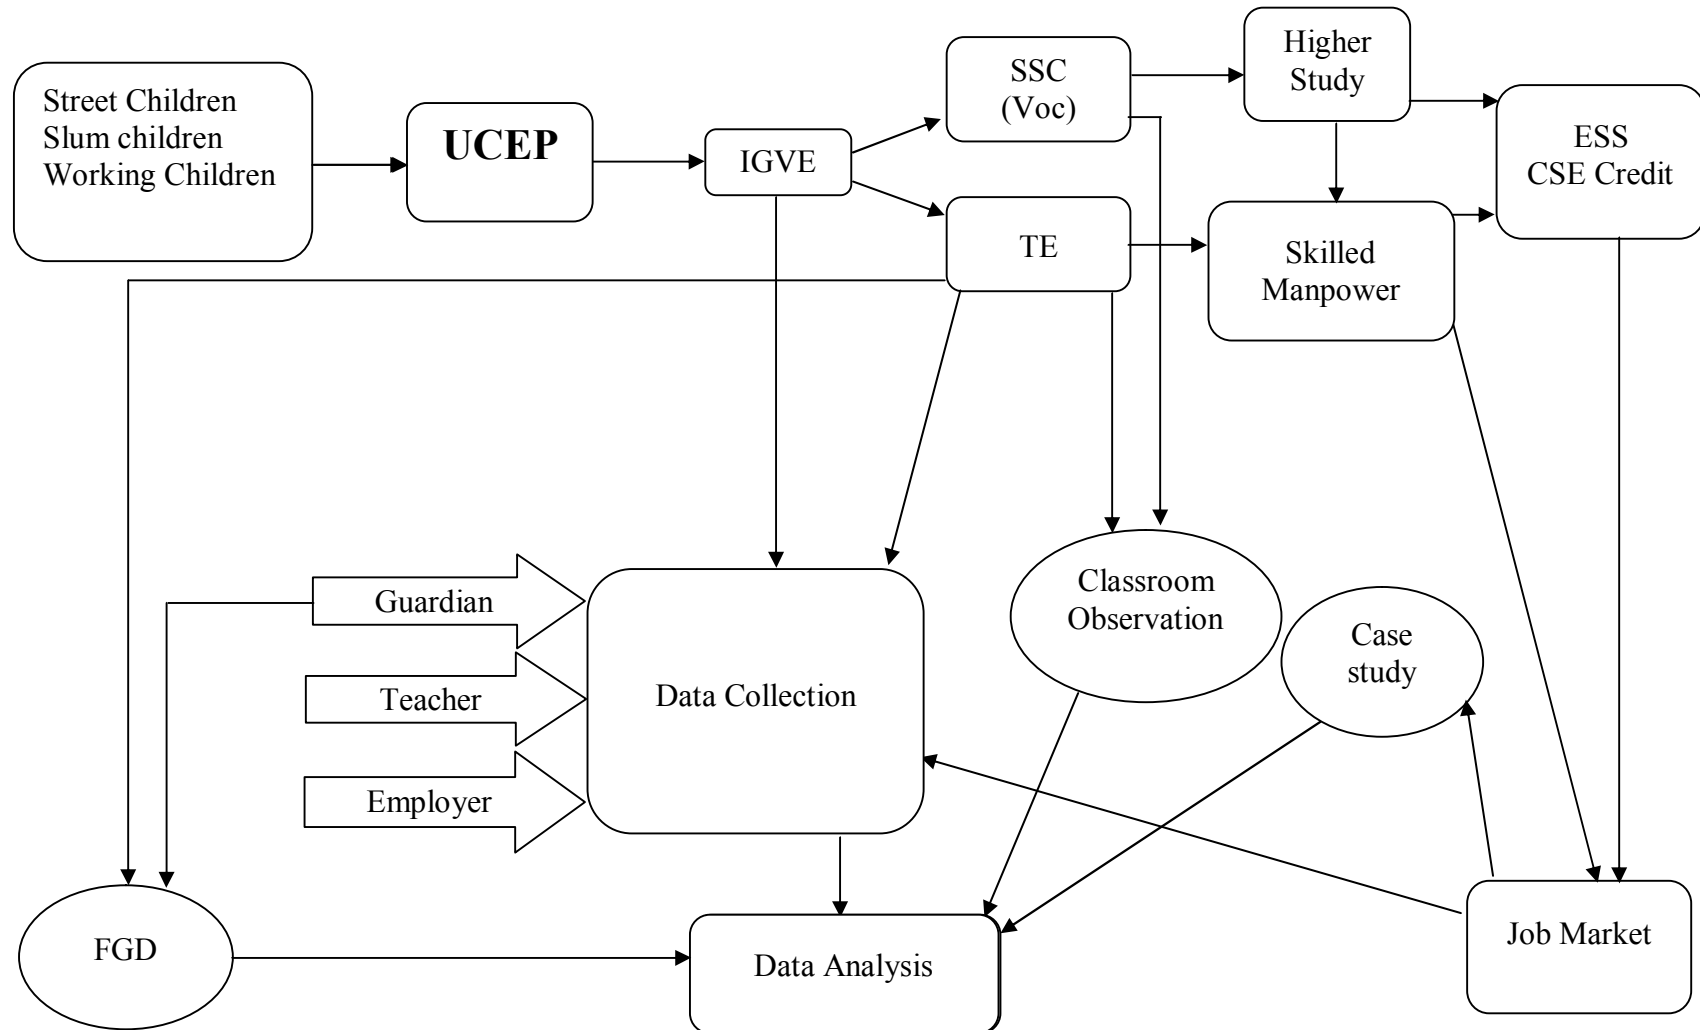 Street Children
Slum children
Working Children
UCEP
IGVE
SSC
(Voc)
TE
Higher
Study
Skilled
Manpower
ESS
CSE Credit
Guardian
Teacher
Employer
Data Collection
Classroom
Observation
Case
study
FGD
Data Analysis
Job Market